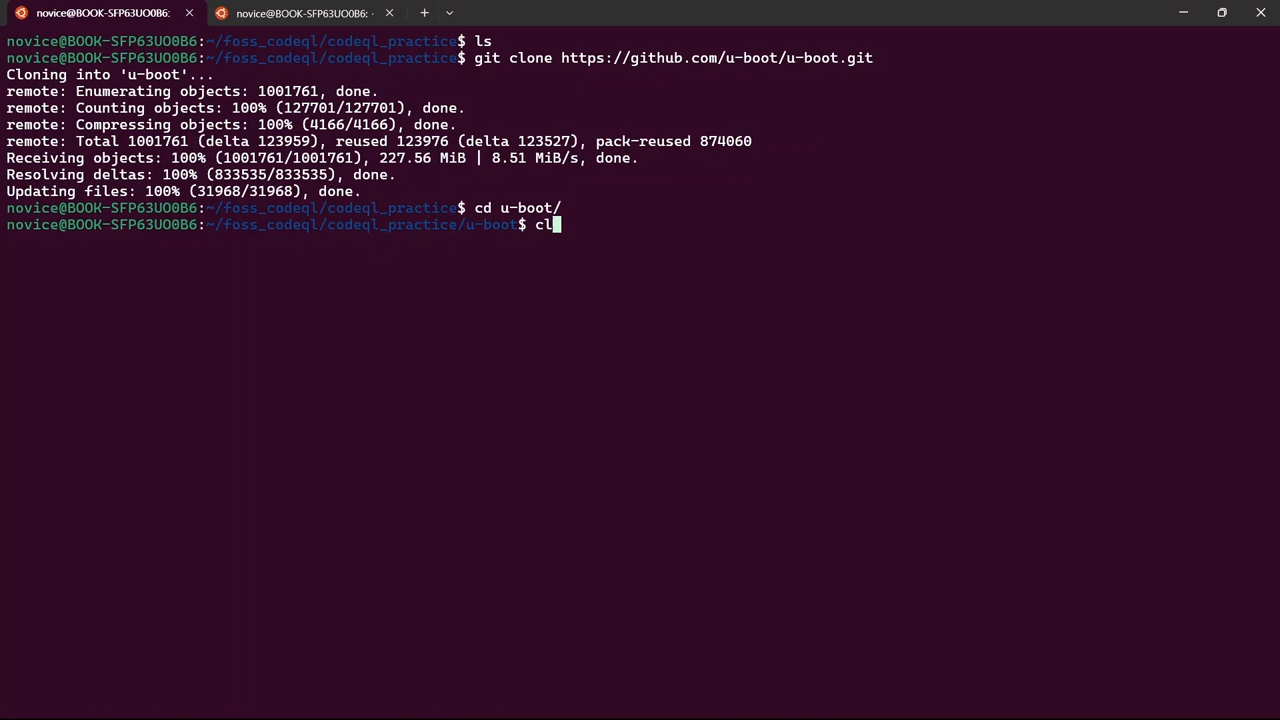 novice@BOOK-SFP63UO0B6:
novice@BOOK-SFP63UO0B6: -
novice@BOOK-SFP63UO0B6:~/foss_codeql/codeql_practice$ ls
novice@BOOK-SFP63UO0B6:~/foss_codeql/codeql_practice$ git clone https://github.com/u-boot/u-boot.git
Cloning into 'u-boot'...
remote: Enumerating objects: 1001761, done.
remote: Counting objects: 100% (127701/127701), done.
remote: Compressing objects: 100% (4166/4166), done.
remote: Total 1001761 (delta 123959), reused 123976 (delta 123527), pack-reused 874060
Receiving objects: 100% (1001761/1001761), 227.56 MiB | 8.51 MiB/s, done.
Resolving deltas: 100% (833535/833535), done.
Updating files: 100% (31968/31968), done.
novice@BOOK-SFP63UO0B6:~/foss_codeql/codeql_practice$ cd u-boot/
novice@BOOK-SFP63UO0B6:~/foss_codeql/codeql_practice/u-boot$ cl